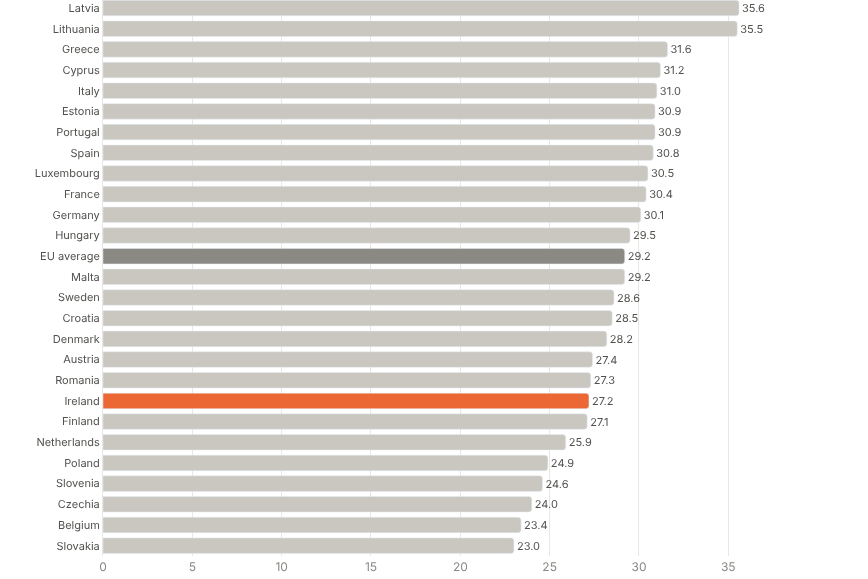 Latvia 35.6
Lithuania 35.5
Greece 31.6
Cyprus 31.2
Italy 31.0
Estonia 30.9
Portugal 30.9
Spain 30.8
Luxembourg 30.5
France 30.4
Germany 30.1
Hungary 29.5
EU average 29.2
Malta 29.2
Sweden 28.6
Croatia 28.5
Denmark 28.2
Austria 27.4
Romania 27.3
Ireland 27.2
Finland 27.1
Netherlands 25.9
Poland 24.9
Slovenia 24.6
Czechia 24.0
Belgium 23.4
Slovakia 23.0
0 5 10 15 20 25 30 35